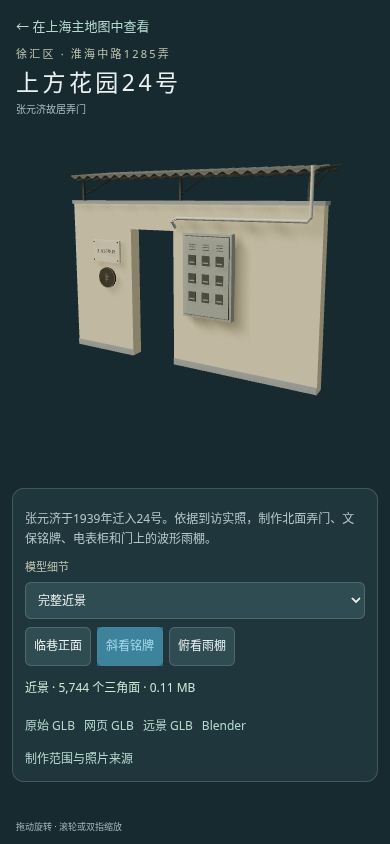 ← 在上海主地图中查看
徐汇区 · 淮海中路1285弄
上方花园24号
张元济故居弄门
张元济于1939年迁入24号。依据到访实照，制作北面弄门、文
保铭牌、电表柜和门上的波形雨棚。
模型细节
完整近景
临巷正面 斜看铭牌 俯看雨棚
近景 · 5,744 个三角面 · 0.11 MB
原始 GLB 网页 GLB 远景 GLB Blender
制作范围与照片来源
拖动旋转 · 滚轮或双指缩放